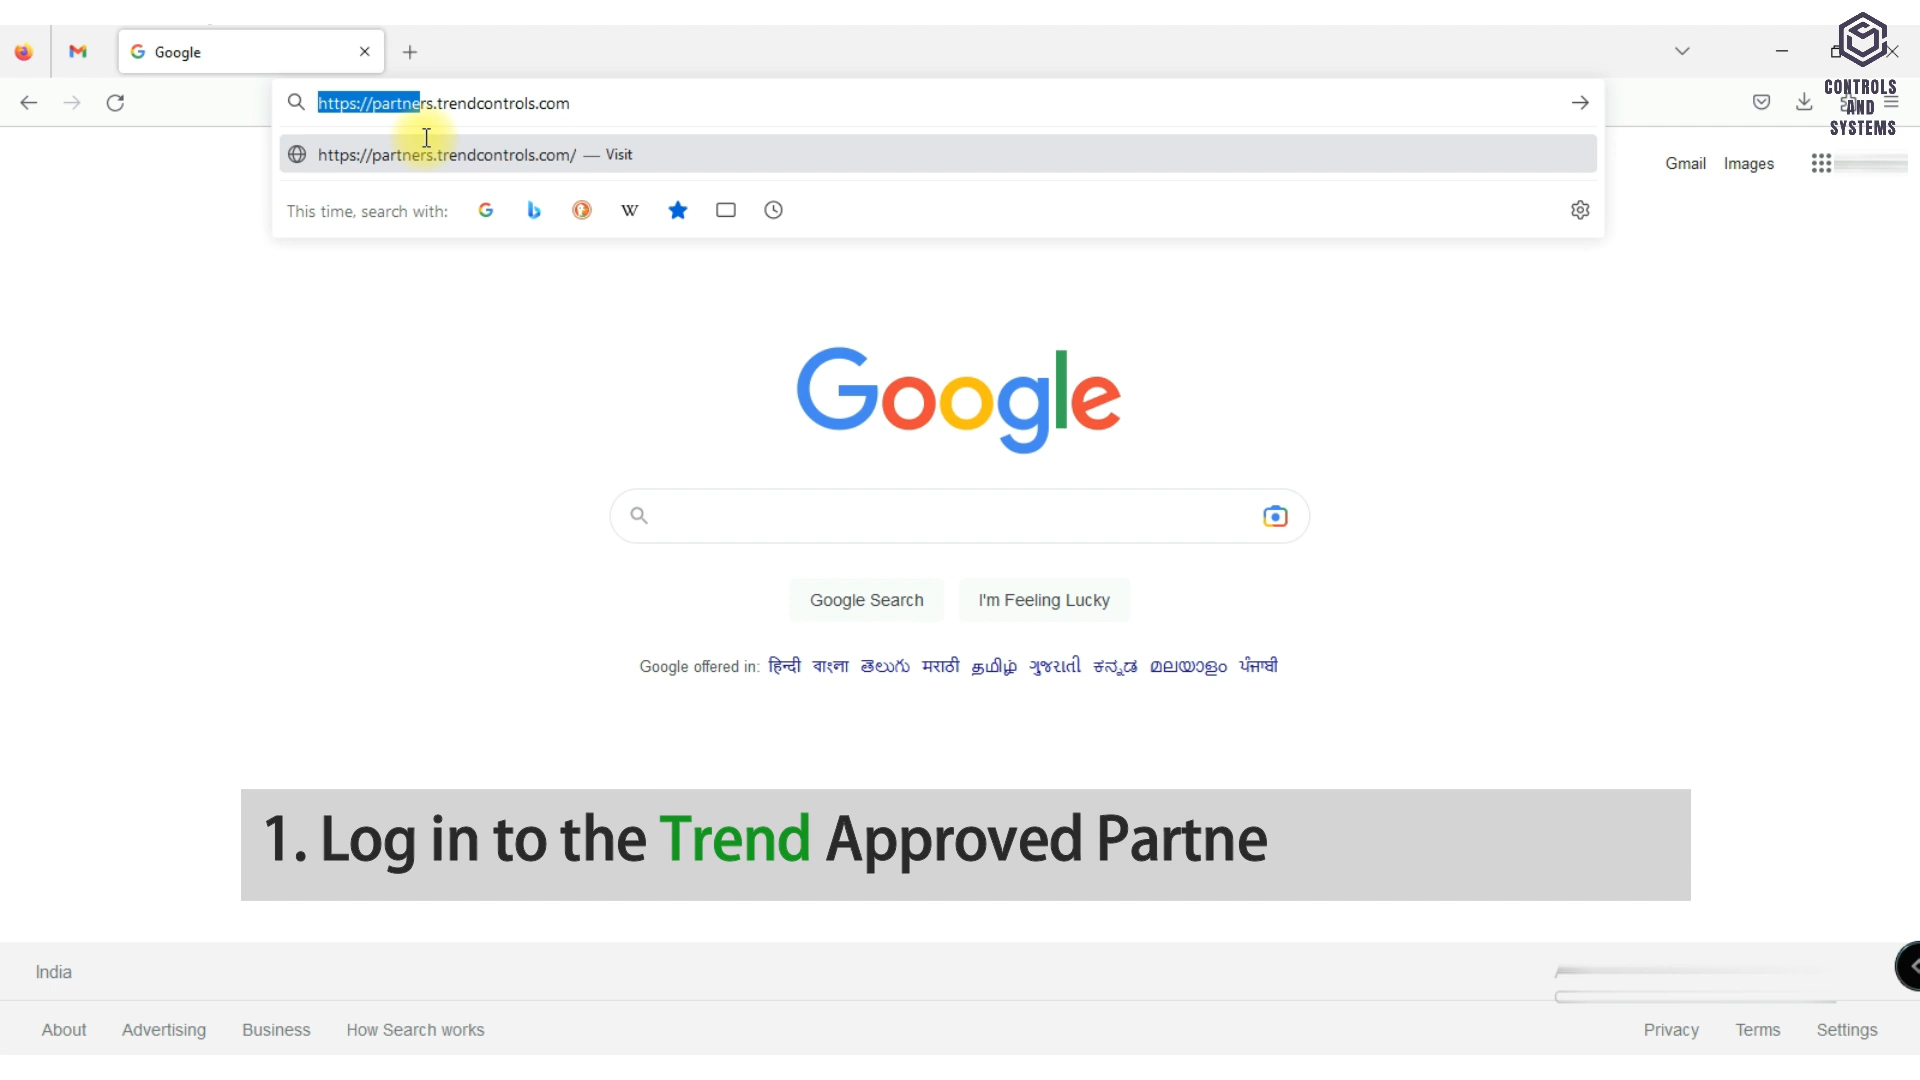 Google
CONTROLS
AND
SYSTEMS
https://partners.trendcontrols.com
https://partners.trendcontrols.com/ — Visit
This time, search with:
W
Gmail Images
Google
Google Search I'm Feeling Lucky
Google offered in: हिन्दी বাংলা తెలుగు मराठी தமிழ் ગુજરાતી ಕನ್ನಡ മലയാളം ਪੰਜਾਬੀ
1. Log in to the Trend Approved Partne
India
About Advertising Business How Search works Privacy Terms Settings